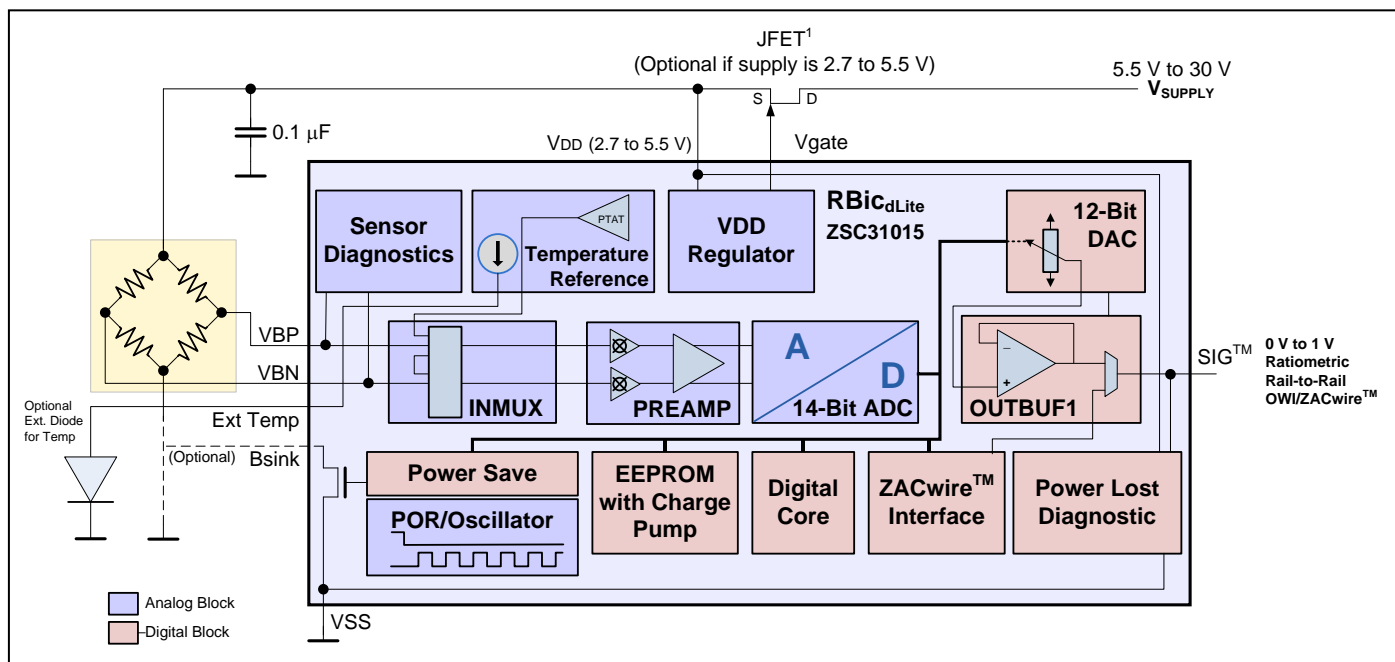 JFET1
(Optional if supply is 2.7 to 5.5 V)
5.5 V to 30 V
VSUPPLY
S
D
0.1 µF
VDD (2.7 to 5.5 V)
Vgate
Sensor
Diagnostics
PTAT
Temperature
Reference
VDD
Regulator
RBicdLite
ZSC31015
12-Bit
DAC
VBP
VBN
INMUX
PREAMP
A
D
14-Bit ADC
−
+
OUTBUF1
SIG™
0 V to 1 V
Ratiometric
Rail-to-Rail
OWI/ZACwire™
Optional
Ext. Diode
for Temp
Ext Temp
(Optional)
Bsink
Power Save
POR/Oscillator
EEPROM
with Charge
Pump
Digital
Core
ZACwire™
Interface
Power Lost
Diagnostic
Analog Block
Digital Block
VSS